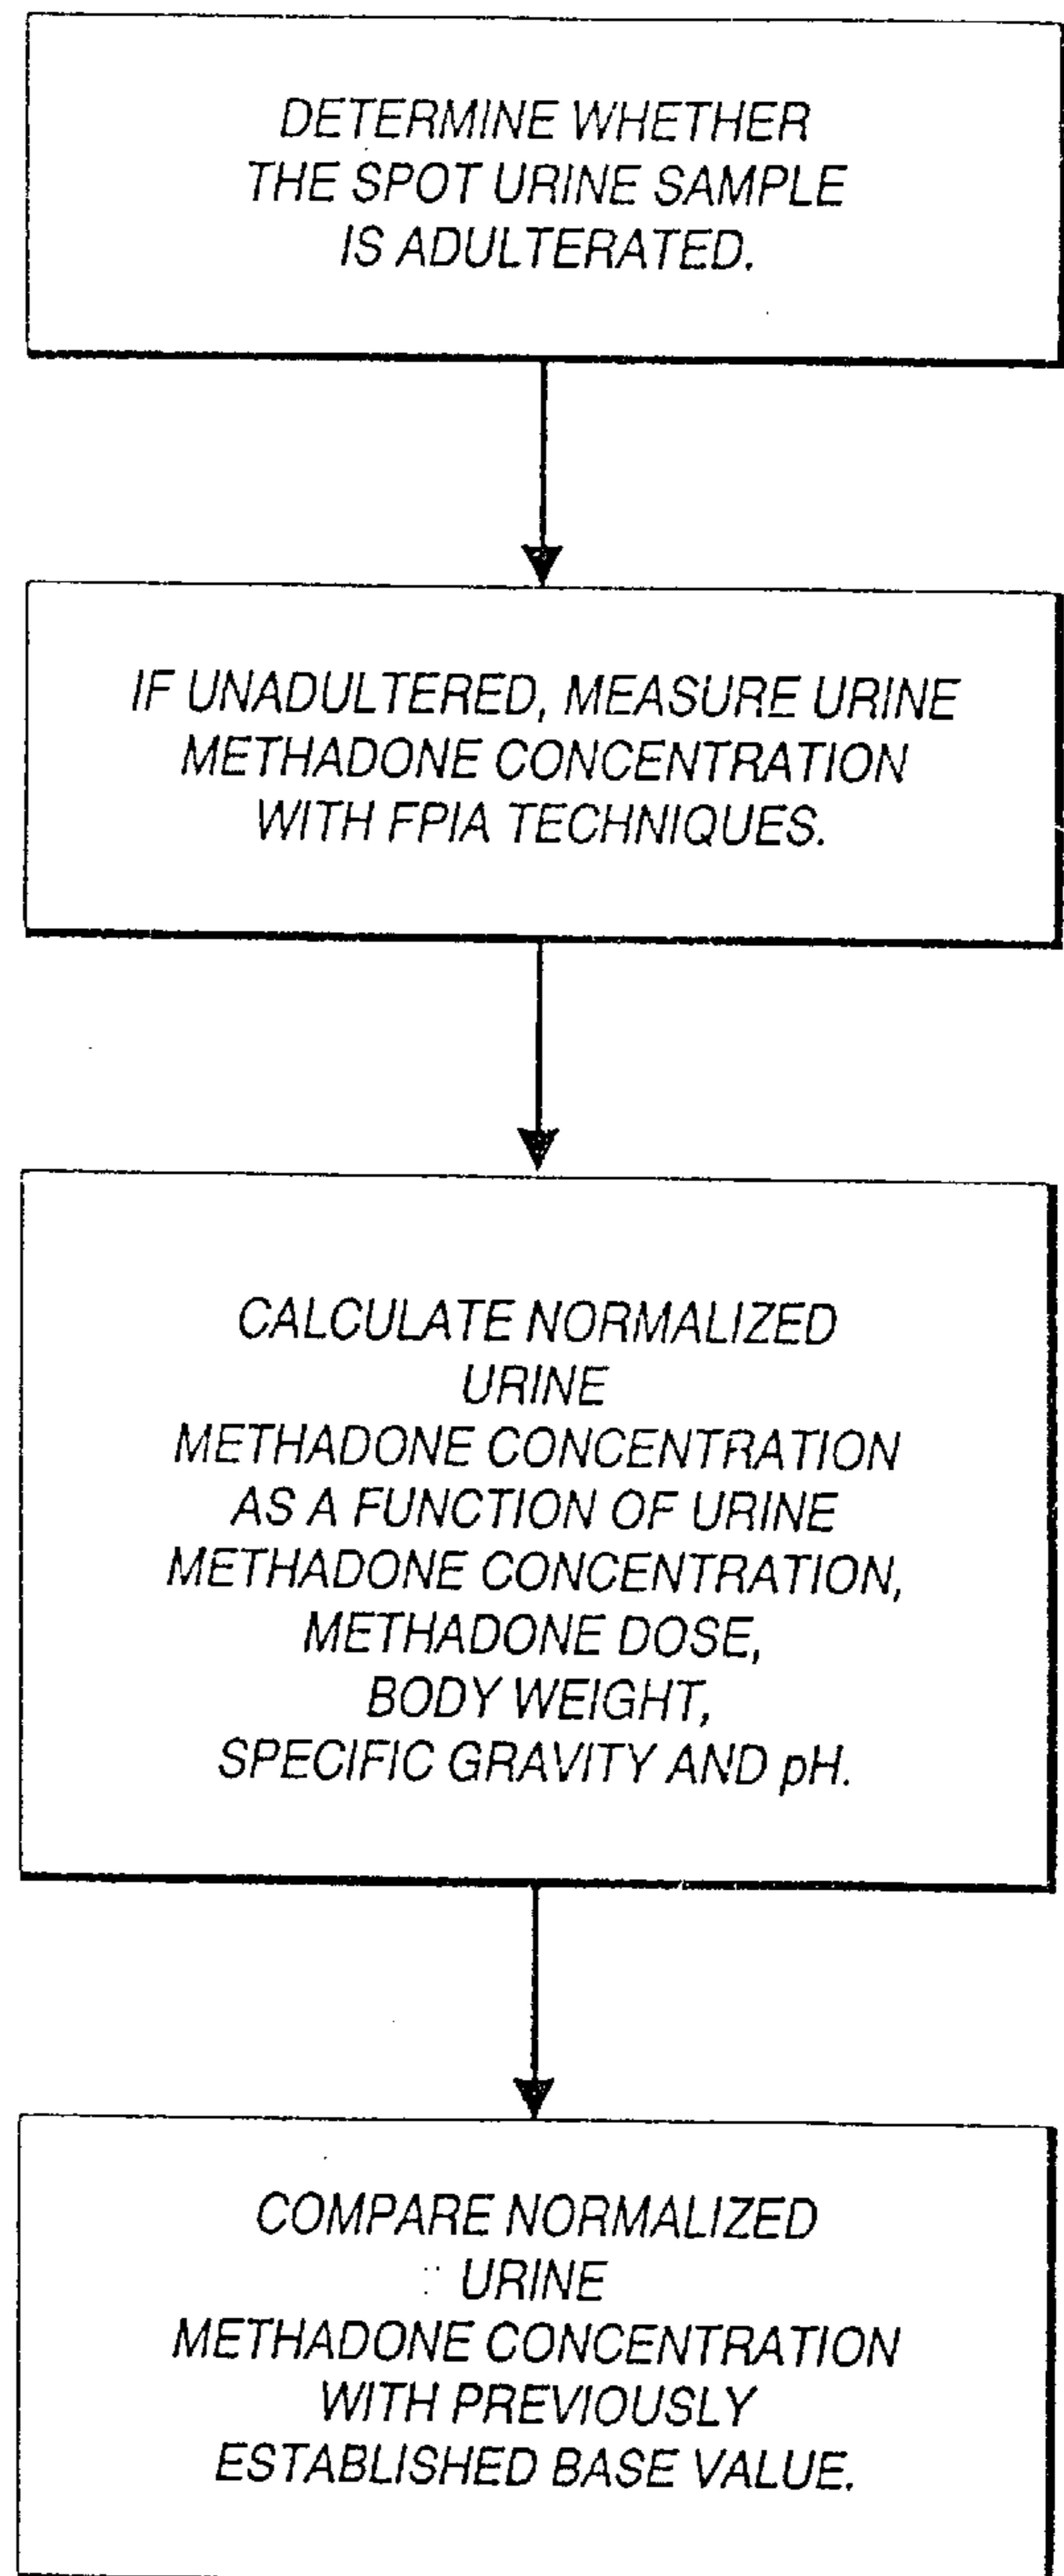 DETERMINE WHETHER
THE SPOT URINE SAMPLE
IS ADULTERATED.
IF UNADULTERED, MEASURE URINE
METHADONE CONCENTRATION
WITH FPIA TECHNIQUES.
CALCULATE NORMALIZED
URINE
METHADONE CONCENTRATION
AS A FUNCTION OF URINE
METHADONE CONCENTRATION,
METHADONE DOSE,
BODY WEIGHT,
SPECIFIC GRAVITY AND pH.
COMPARE NORMALIZED
URINE
METHADONE CONCENTRATION
WITH PREVIOUSLY
ESTABLISHED BASE VALUE.